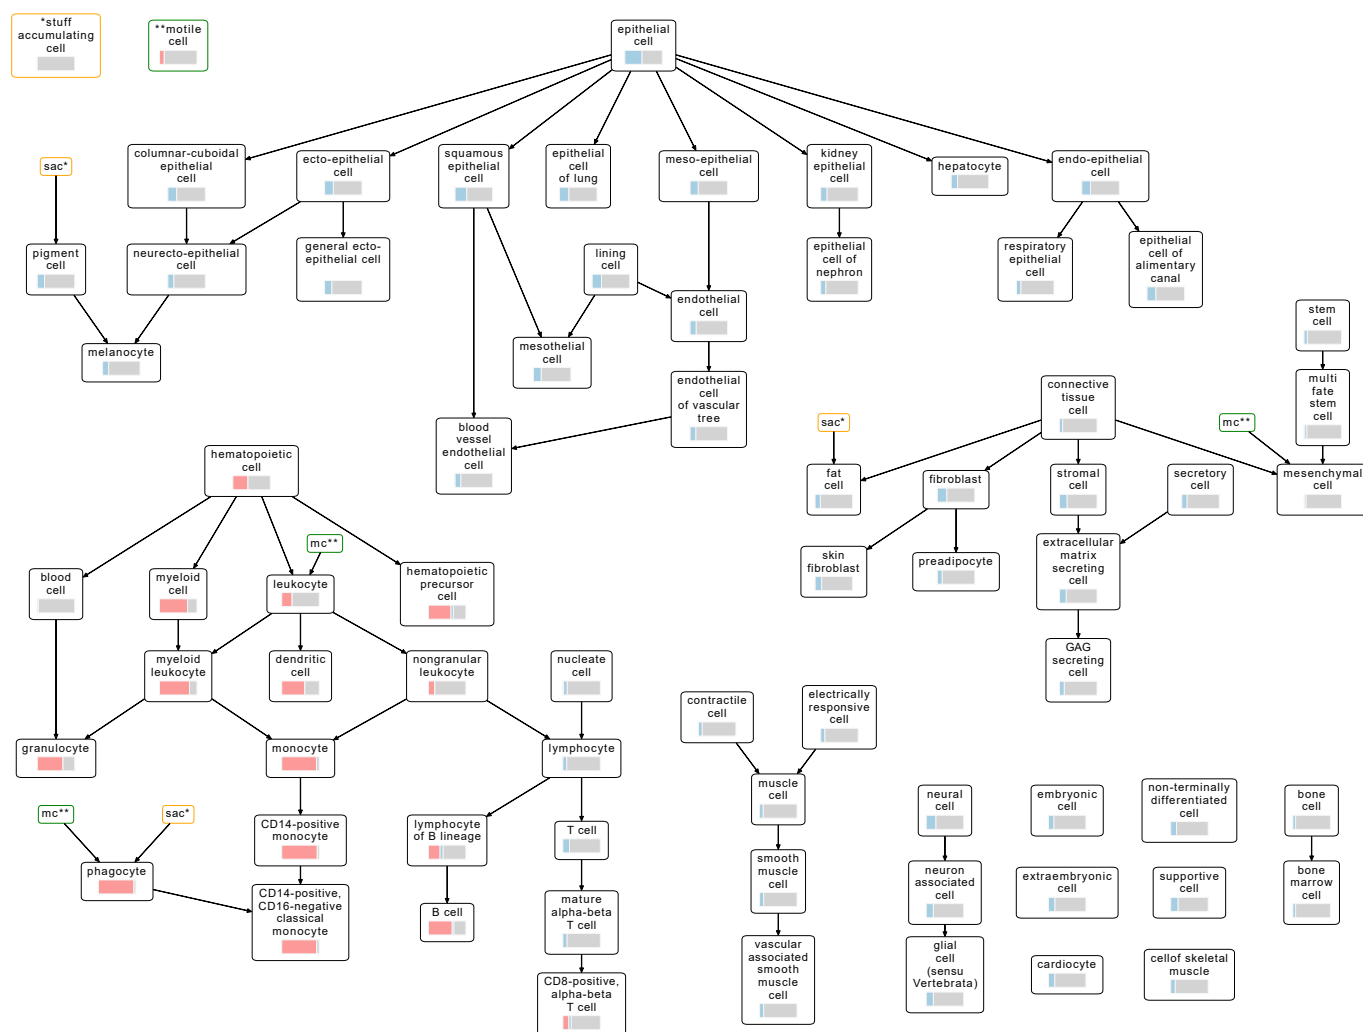 *stuff
accumulating
cell
**motile
cell
epithelial
cell
sac*
columnar-cuboidal
epithelial
cell
ecto-epithelial
cell
squamous
epithelial
cell
epithelial
cell
of lung
meso-epithelial
cell
kidney
epithelial
cell
hepatocyte
endo-epithelial
cell
pigment
cell
neurecto-epithelial
cell
general ecto-
epithelial cell
lining
cell
epithelial
cell of
nephron
respiratory
epithelial
cell
epithelial
cell of
alimentary
canal
melanocyte
mesothelial
cell
endothelial
cell
stem
cell
endothelial
cell
of vascular
tree
connective
tissue
cell
multi
fate
stem
cell
blood
vessel
endothelial
cell
sac*
mc**
hematopoietic
cell
fat
cell
fibroblast
stromal
cell
secretory
cell
mesenchymal
cell
mc**
blood
cell
myeloid
cell
leukocyte
hematopoietic
precursor
cell
skin
fibroblast
preadipocyte
extracellular
matrix
secreting
cell
myeloid
leukocyte
dendritic
cell
nongranular
leukocyte
nucleate
cell
GAG
secreting
cell
contractile
cell
electrically
responsive
cell
granulocyte
monocyte
lymphocyte
muscle
cell
neural
cell
embryonic
cell
non-terminally
differentiated
cell
bone
cell
mc**
sac*
CD14-positive
monocyte
lymphocyte
of B lineage
T cell
phagocyte
smooth
muscle
cell
neuron
associated
cell
extraembryonic
cell
supportive
cell
bone
marrow
cell
CD14-positive,
CD16-negative
classical
monocyte
B cell
mature
alpha-beta
T cell
vascular
associated
smooth
muscle
cell
glial
cell
(sensu
Vertebrata)
cardiocyte
cellof skeletal
muscle
CD8-positive,
alpha-beta
T cell